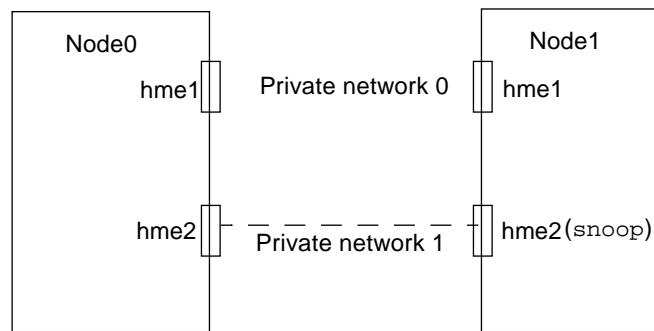 Node0
Node1
hme1
Private network 0
hme1
hme2
Private network 1
hme2(snoop)